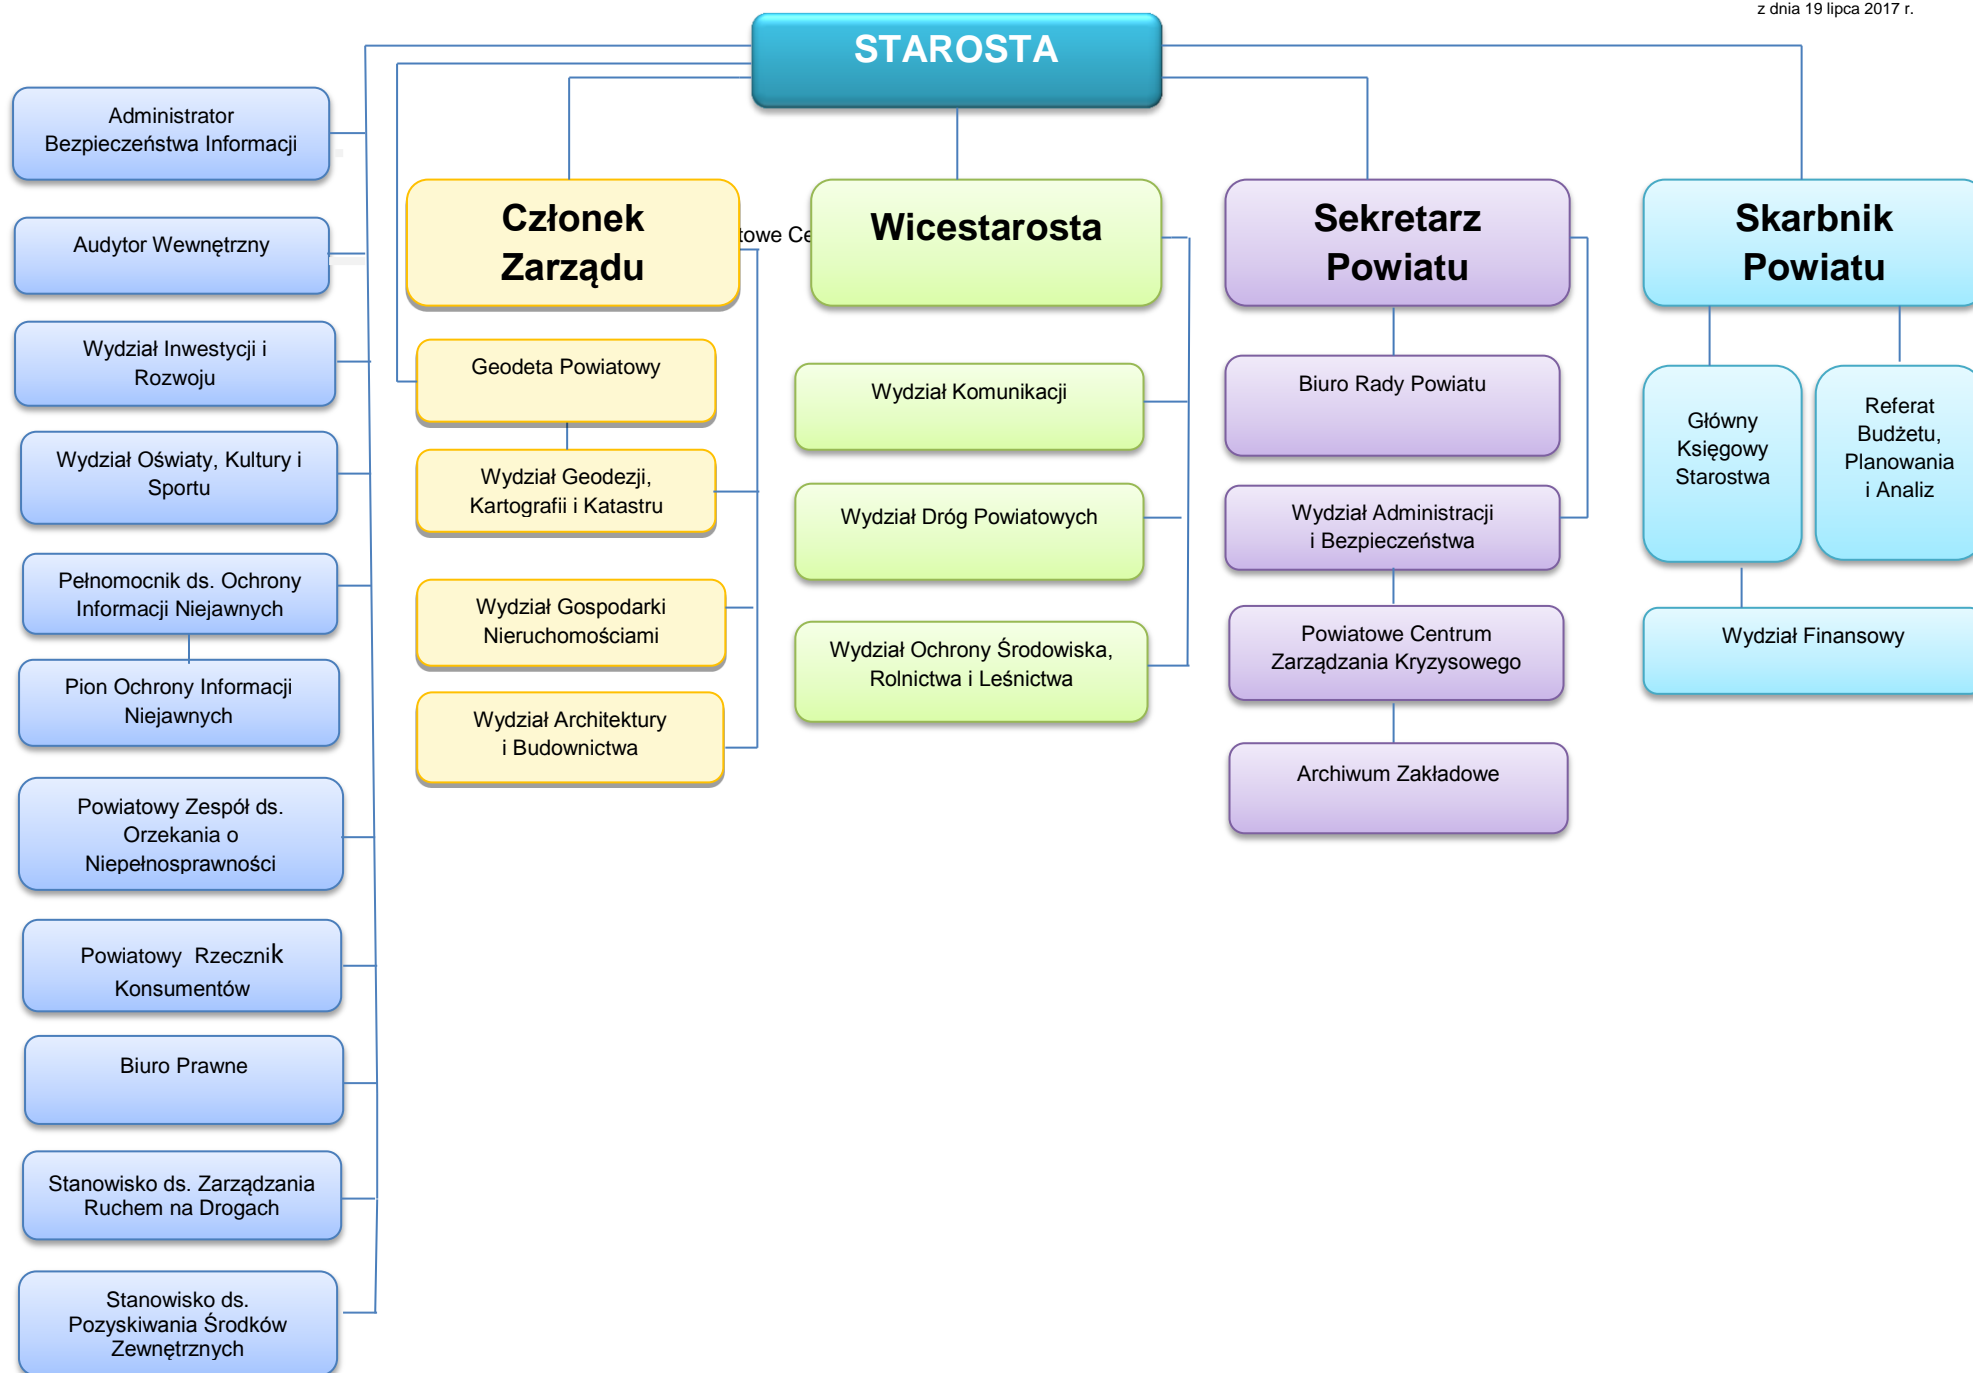 z dnia 19 lipca 2017 r.
STAROSTA
Administrator
Bezpieczeństwa Informacji
Audytor Wewnętrzny
Wydział Inwestycji i
Rozwoju
Wydział Oświaty, Kultury i
Sportu
Pełnomocnik ds. Ochrony
Informacji Niejawnych
Pion Ochrony Informacji
Niejawnych
Powiatowy Zespół ds.
Orzekania o
Niepełnosprawności
Powiatowy Rzecznik
Konsumentów
Biuro Prawne
Stanowisko ds. Zarządzania
Ruchem na Drogach
Stanowisko ds.
Pozyskiwania Środków
Zewnętrznych
Członek
Zarządu
towe Ce
Geodeta Powiatowy
Wydział Geodezji,
Kartografii i Katastru
Wydział Gospodarki
Nieruchomościami
Wydział Architektury
i Budownictwa
Wicestarosta
Wydział Komunikacji
Wydział Dróg Powiatowych
Wydział Ochrony Środowiska,
Rolnictwa i Leśnictwa
Sekretarz
Powiatu
Biuro Rady Powiatu
Wydział Administracji
i Bezpieczeństwa
Powiatowe Centrum
Zarządzania Kryzysowego
Archiwum Zakładowe
Skarbnik
Powiatu
Główny
Księgowy
Starostwa
Referat
Budżetu,
Planowania
i Analiz
Wydział Finansowy